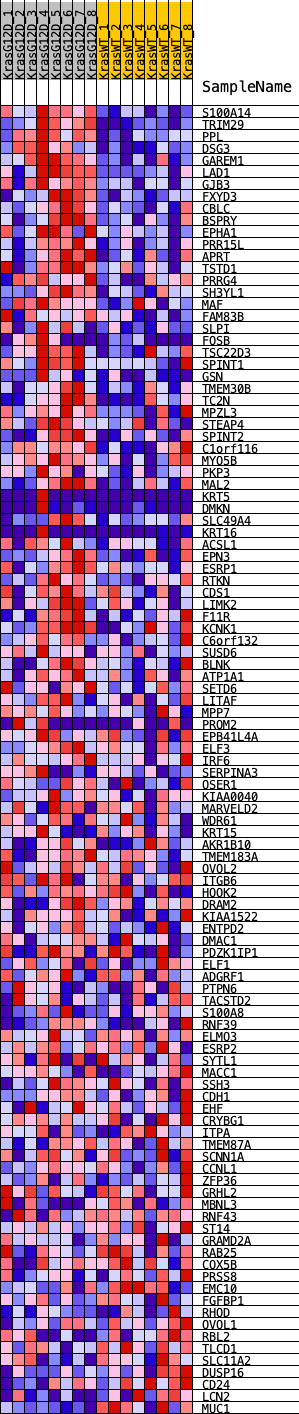 KrasG12D_1
KrasG12D_2
KrasG12D_3
KrasG12D_4
KrasG12D_5
KrasG12D_6
KrasG12D_7
KrasG12D_8
KrasWT_1
KrasWT_2
KrasWT_3
KrasWT_4
KrasWT_5
KrasWT_6
KrasWT_7
KrasWT_8
SampleName
S100A14
TRIM29
PPL
DSG3
GAREM1
LAD1
GJB3
FXYD3
CBLC
BSPRY
EPHA1
PRR15L
APRT
TSTD1
PRRG4
SH3YL1
MAF
FAM83B
SLPI
FOSB
TSC22D3
SPINT1
GSN
TMEM30B
TC2N
MPZL3
STEAP4
SPINT2
C1orf116
MYO5B
PKP3
MAL2
KRT5
DMKN
SLC49A4
KRT16
ACSL1
EPN3
ESRP1
RTKN
CDS1
LIMK2
F11R
KCNK1
C6orf132
SUSD6
BLNK
ATP1A1
SETD6
LITAF
MPP7
PROM2
EPB41L4A
ELF3
IRF6
SERPINA3
OSER1
KIAA0040
MARVELD2
WDR61
KRT15
AKR1B10
TMEM183A
OVOL2
ITGB6
HOOK2
DRAM2
KIAA1522
ENTPD2
DMAC1
PDZK1IP1
ELF1
ADGRF1
PTPN6
TACSTD2
S100A8
RNF39
ELMO3
ESRP2
SYTL1
MACC1
SSH3
CDH1
EHF
CRYBG1
ITPA
TMEM87A
SCNN1A
CCNL1
ZFP36
GRHL2
MBNL3
RNF43
ST14
GRAMD2A
RAB25
COX5B
PRSS8
EMC10
FGFBP1
RHOD
OVOL1
RBL2
TLCD1
SLC11A2
DUSP16
CD24
LCN2
MUC1